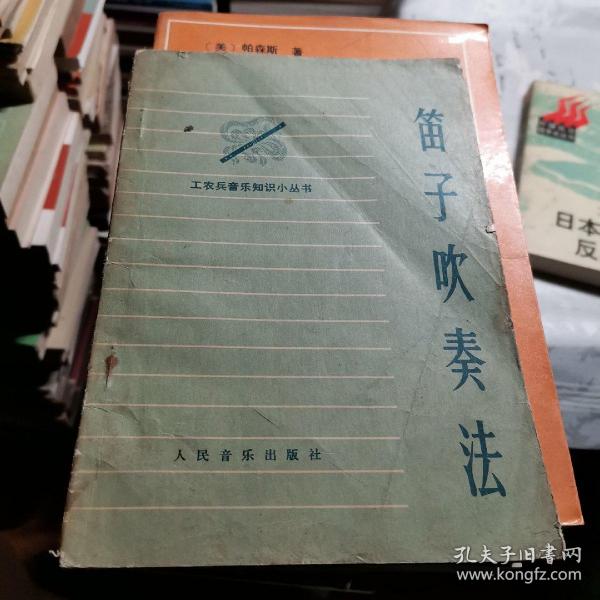 （美）帕森斯 著
笛子吹奏法
工农兵音乐知识小丛书
人民音乐出版社
日本
反
孔夫子旧书网
www.kongfz.com